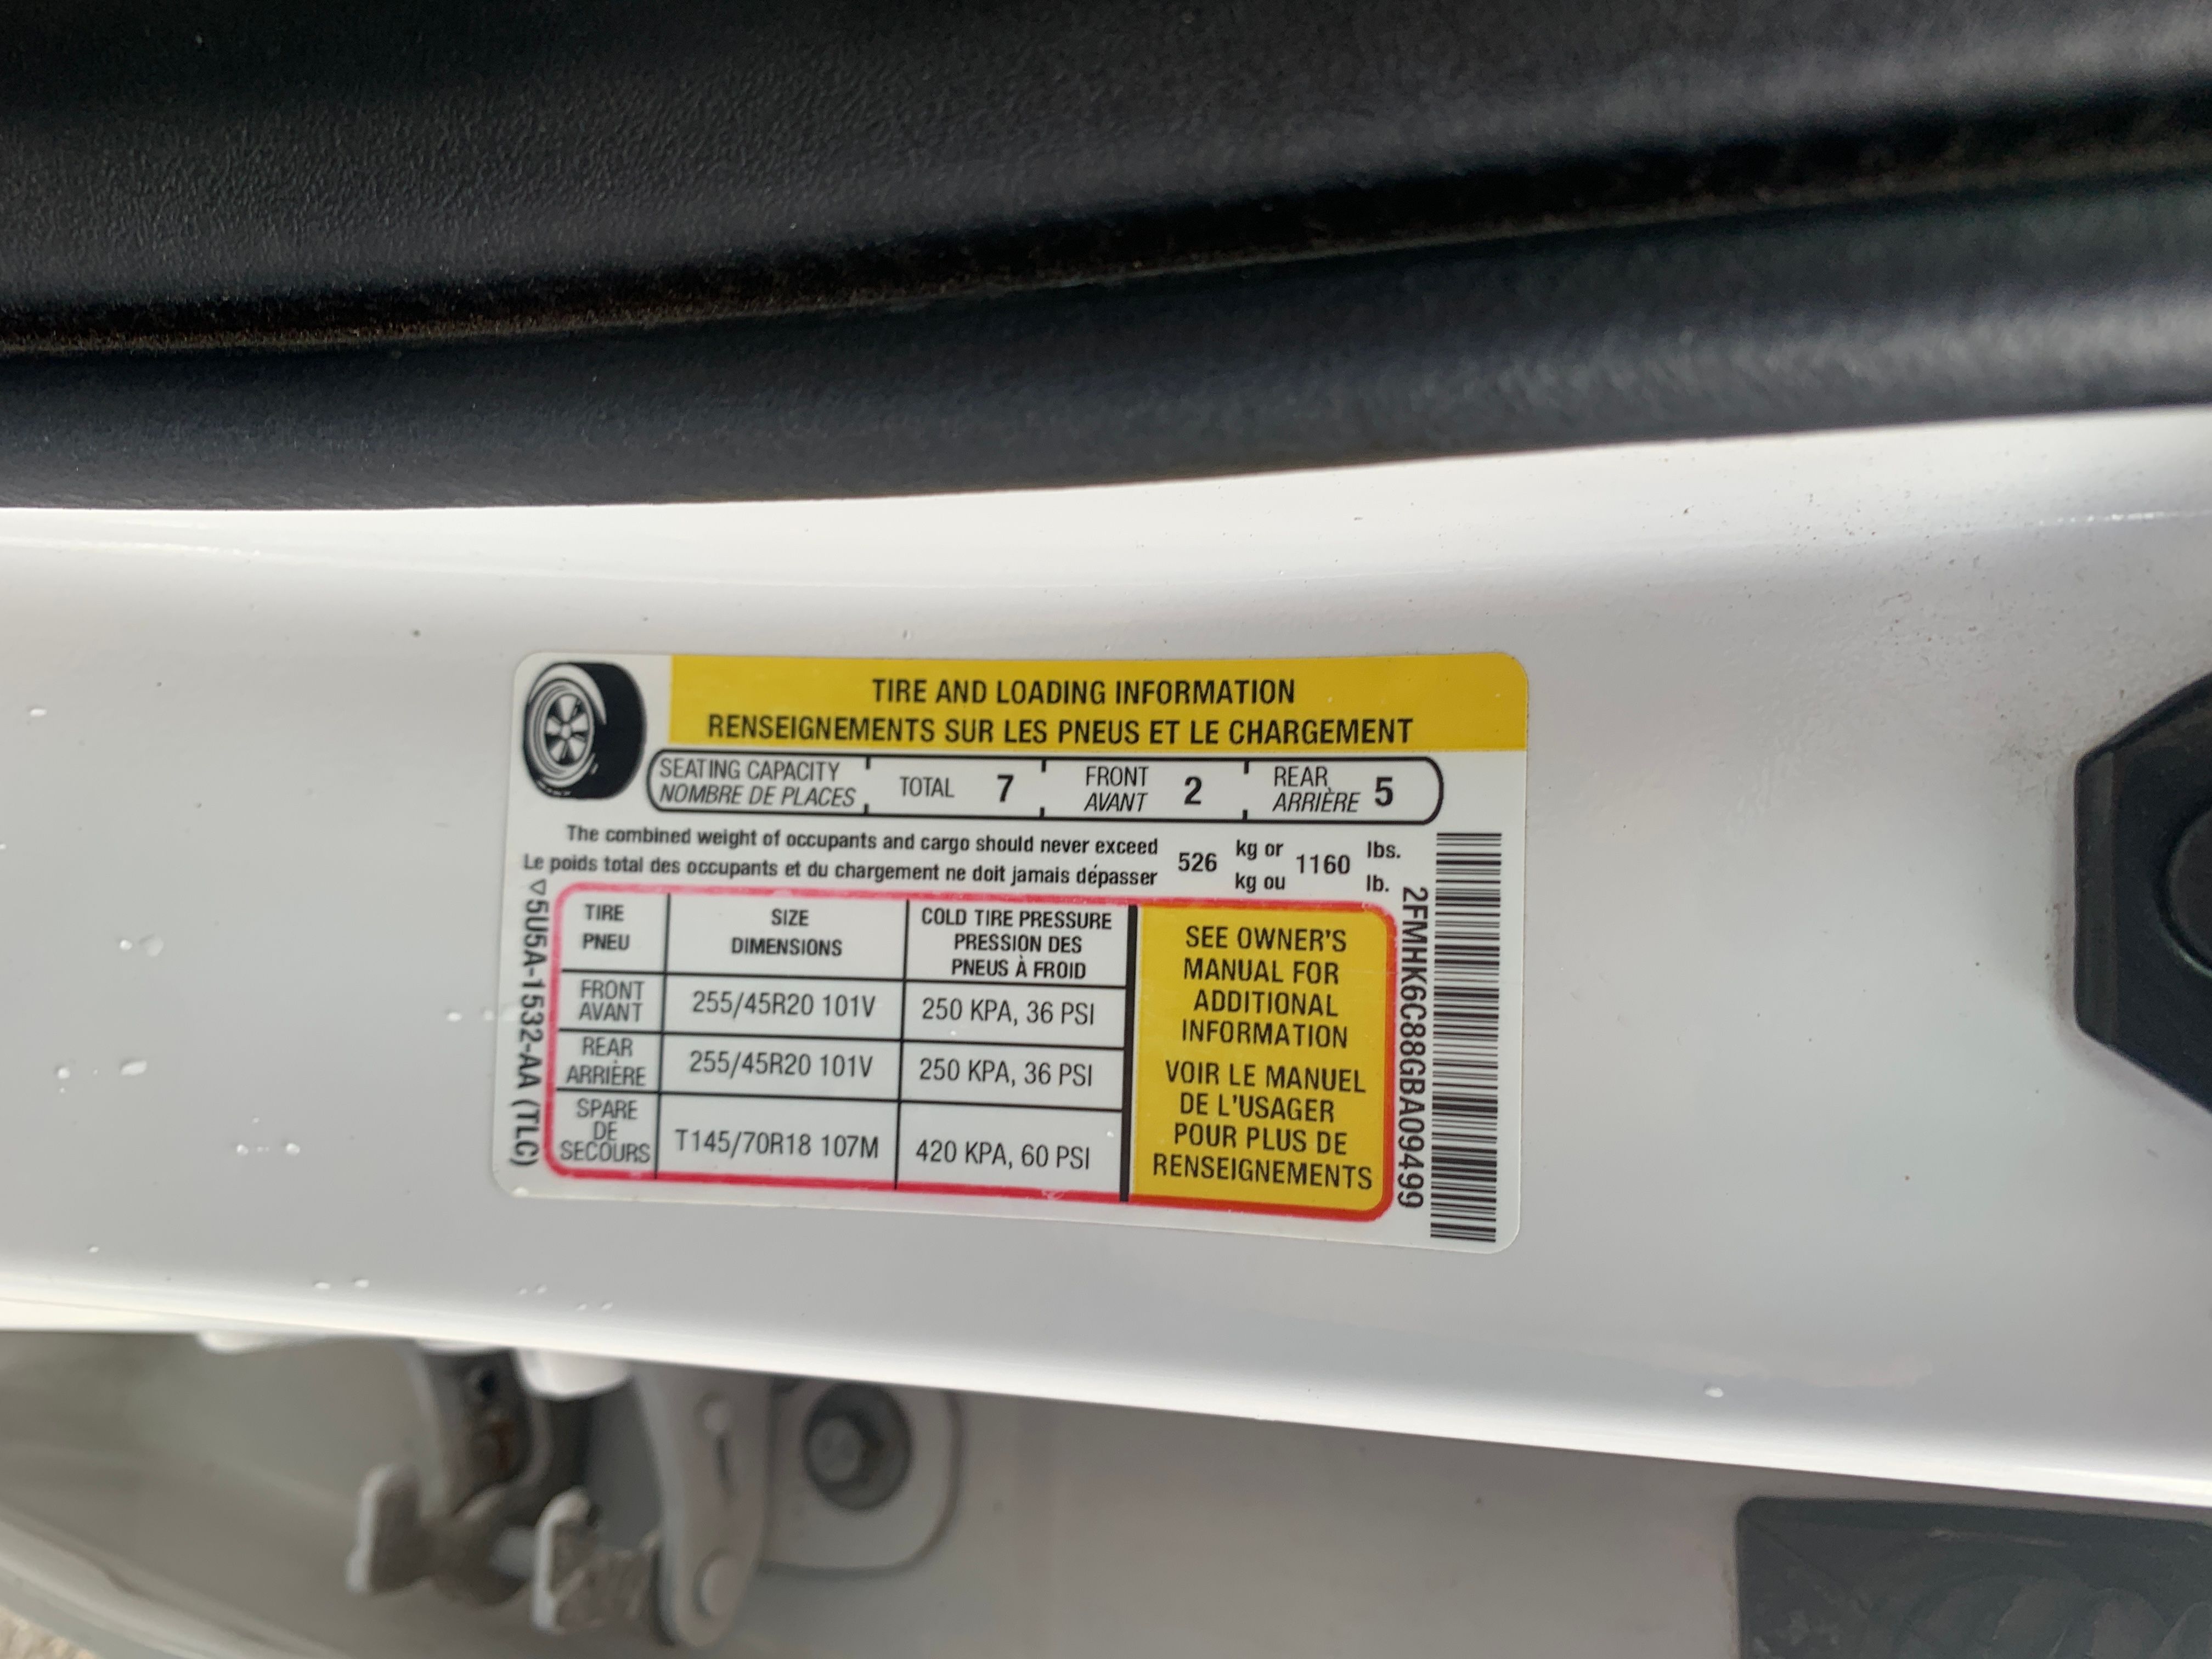 TIRE AND LOADING INFORMATION
RENSEIGNEMENTS SUR LES PNEUS ET LE CHARGEMENT
SEATING CAPACITY
NOMBRE DE PLACES
TOTAL 7
FRONT
AVANT 2
REAR
ARRIÈRE 5
The combined weight of occupants and cargo should never exceed 526 kg or 1160 lbs.
Le poids total des occupants et du chargement ne doit jamais dépasser kg ou lb.
TIRE
PNEU
SIZE
DIMENSIONS
COLD TIRE PRESSURE
PRESSION DES
PNEUS À FROID
FRONT
AVANT
255/45R20 101V
250 KPA, 36 PSI
REAR
ARRIÈRE
255/45R20 101V
250 KPA, 36 PSI
SPARE
DE
SECOURS
T145/70R18 107M
420 KPA, 60 PSI
SEE OWNER'S
MANUAL FOR
ADDITIONAL
INFORMATION
VOIR LE MANUEL
DE L'USAGER
POUR PLUS DE
RENSEIGNEMENTS
5U5A-1532-AA (TLC)
2FMHK6C88GBA09499